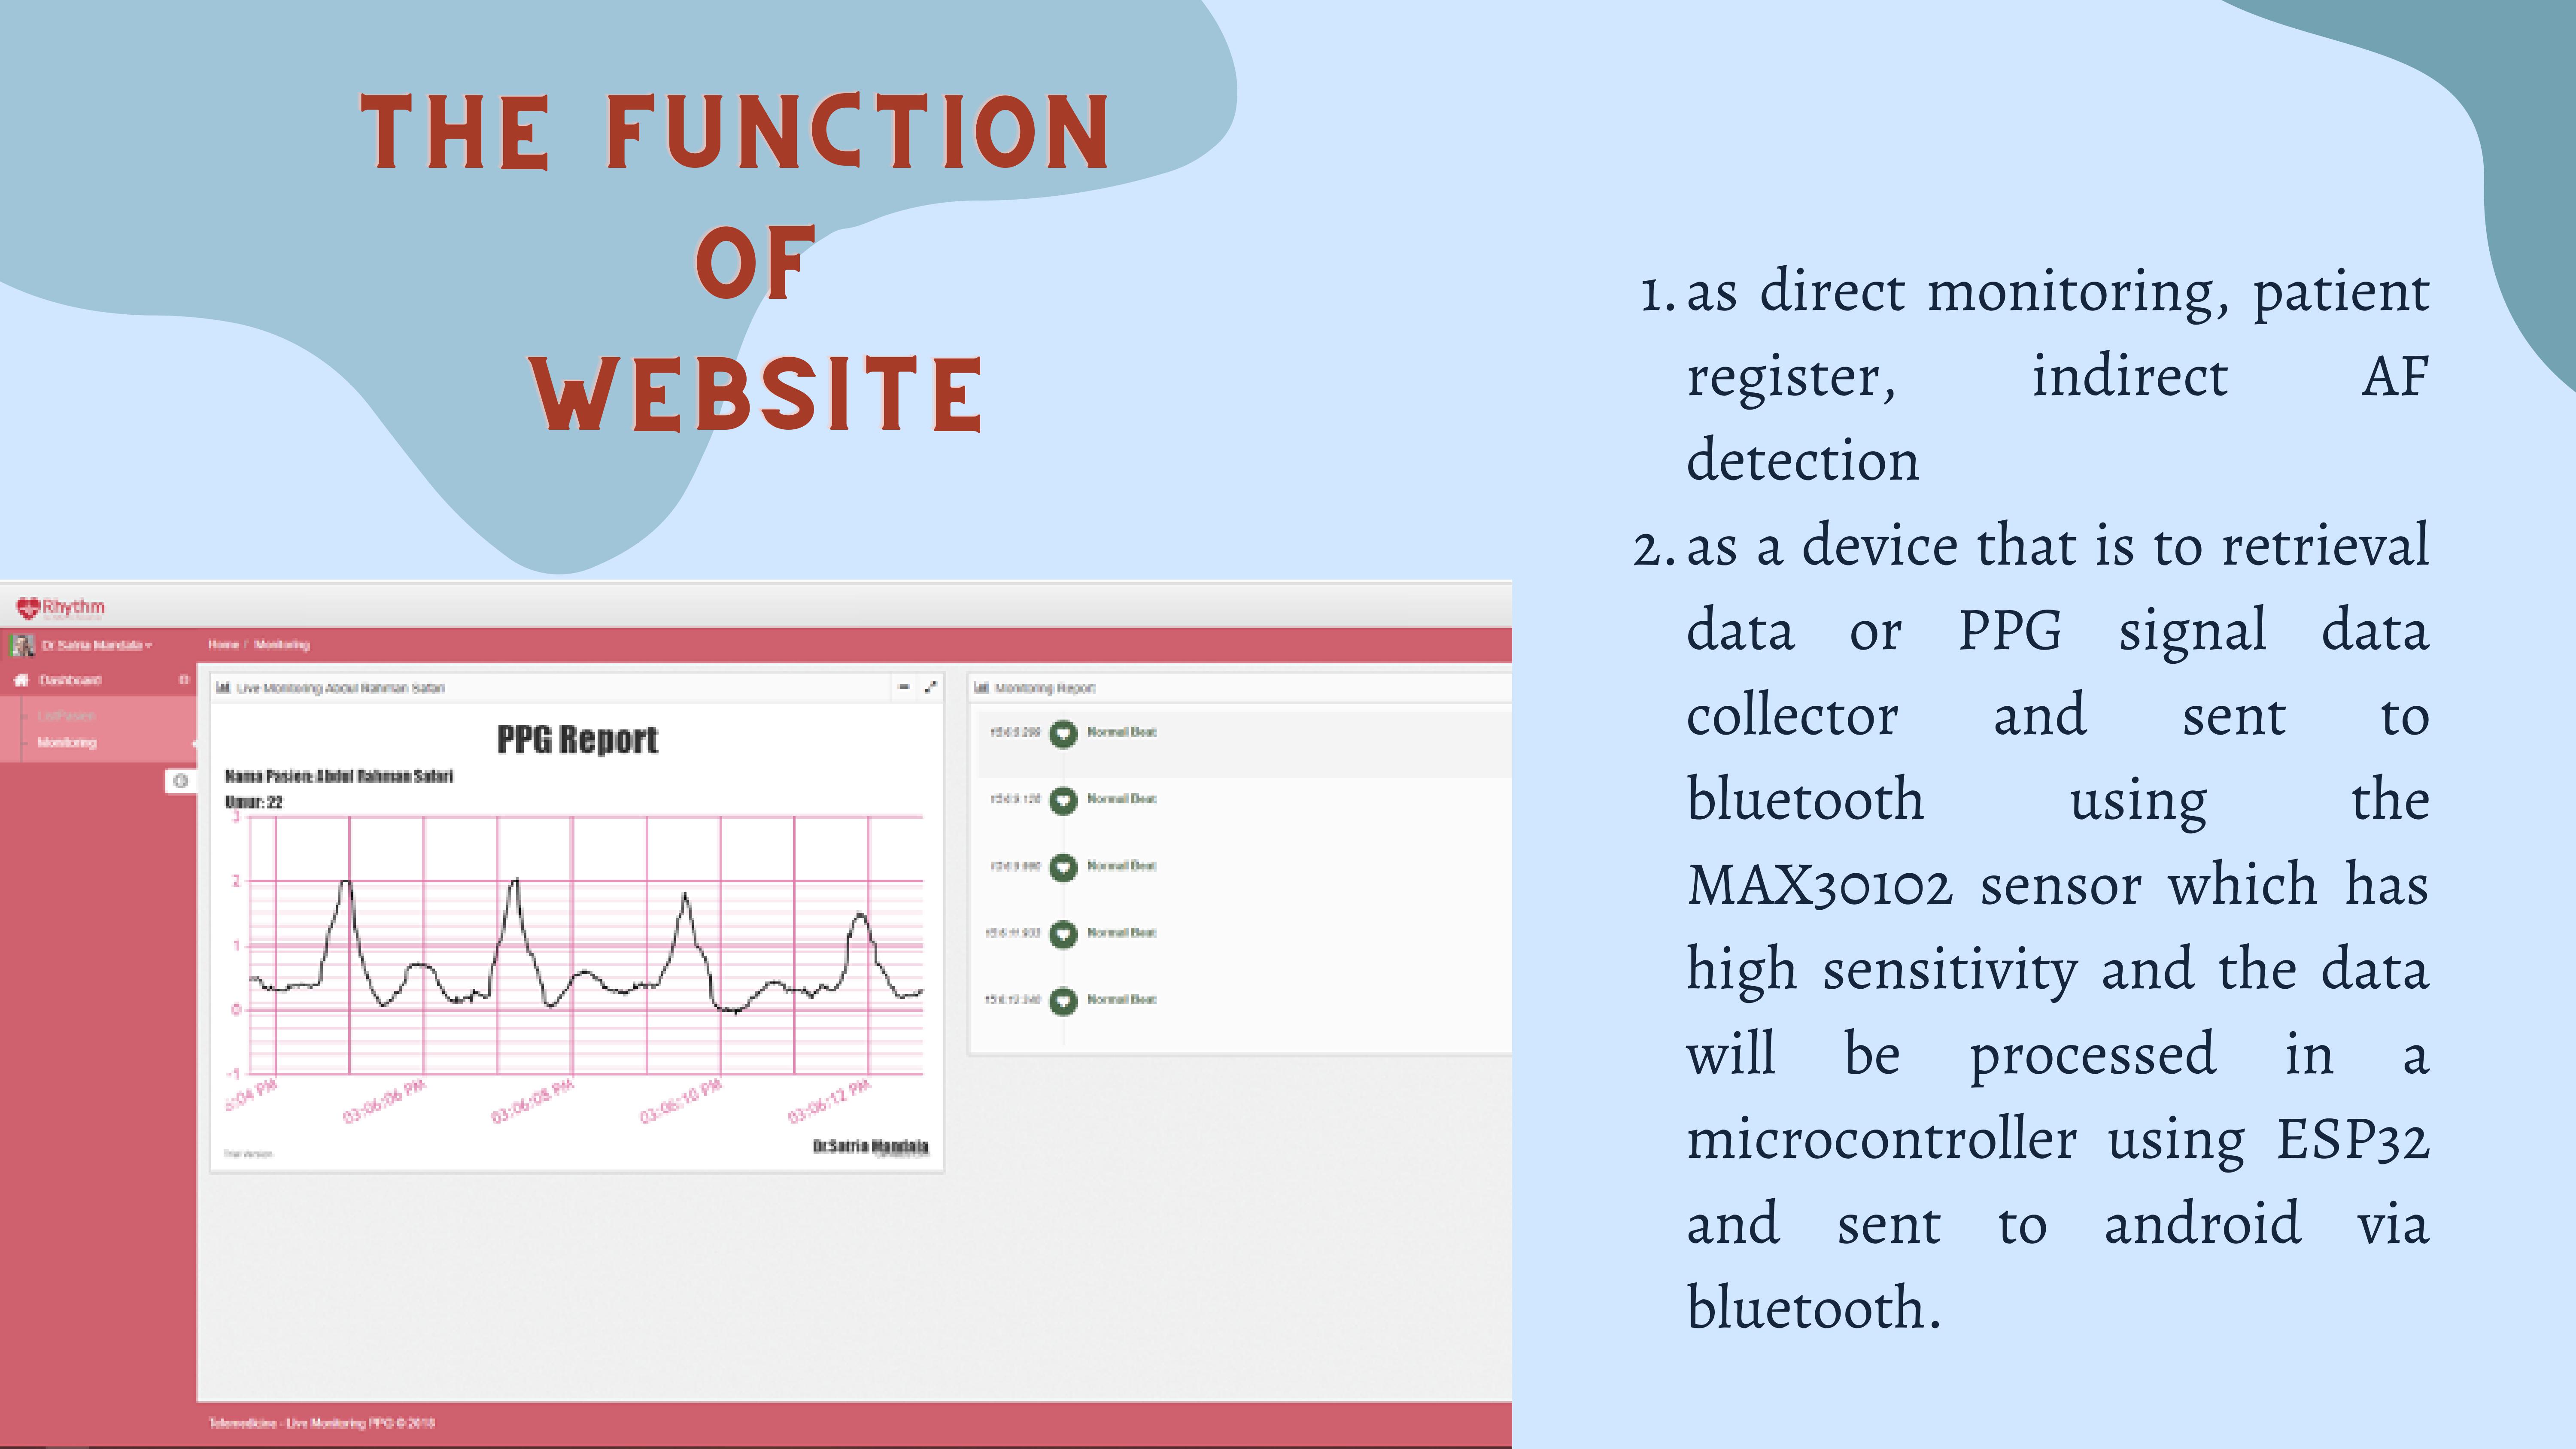 THE FUNCTION
OF
WEBSITE
1. as direct monitoring, patient
register, indirect AF
detection
2. as a device that is to retrieval
data or PPG signal data
collector and sent to
bluetooth using the
MAX30102 sensor which has
high sensitivity and the data
will be processed in a
microcontroller using ESP32
and sent to android via
bluetooth.
Rhythm
Dr.Satria Mandala
Home / Monitoring
Dashboard
ListPasien
Monitoring
Live Monitoring Abdul Rahman Safari
PPG Report
Nama Pasien: Abdul Rahman Safari
Umur: 22
3
2
1
0
-1
:04 PM
03:06:06 PM
03:06:08 PM
03:06:10 PM
03:06:12 PM
Trial Version
Dr.Satria Mandala
Monitoring Report
Normal Beat
Normal Beat
Normal Beat
Normal Beat
Normal Beat
Telemedicine - Live Monitoring PPG © 2018